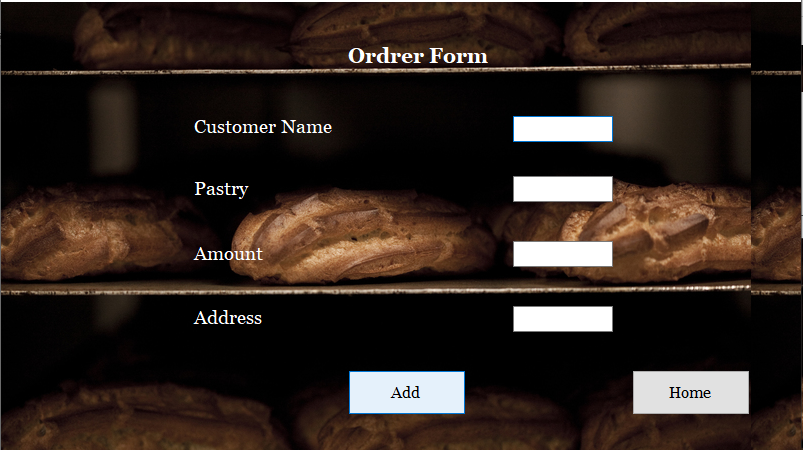 Ordrer Form
Customer Name
Pastry
Amount
Address
Add
Home